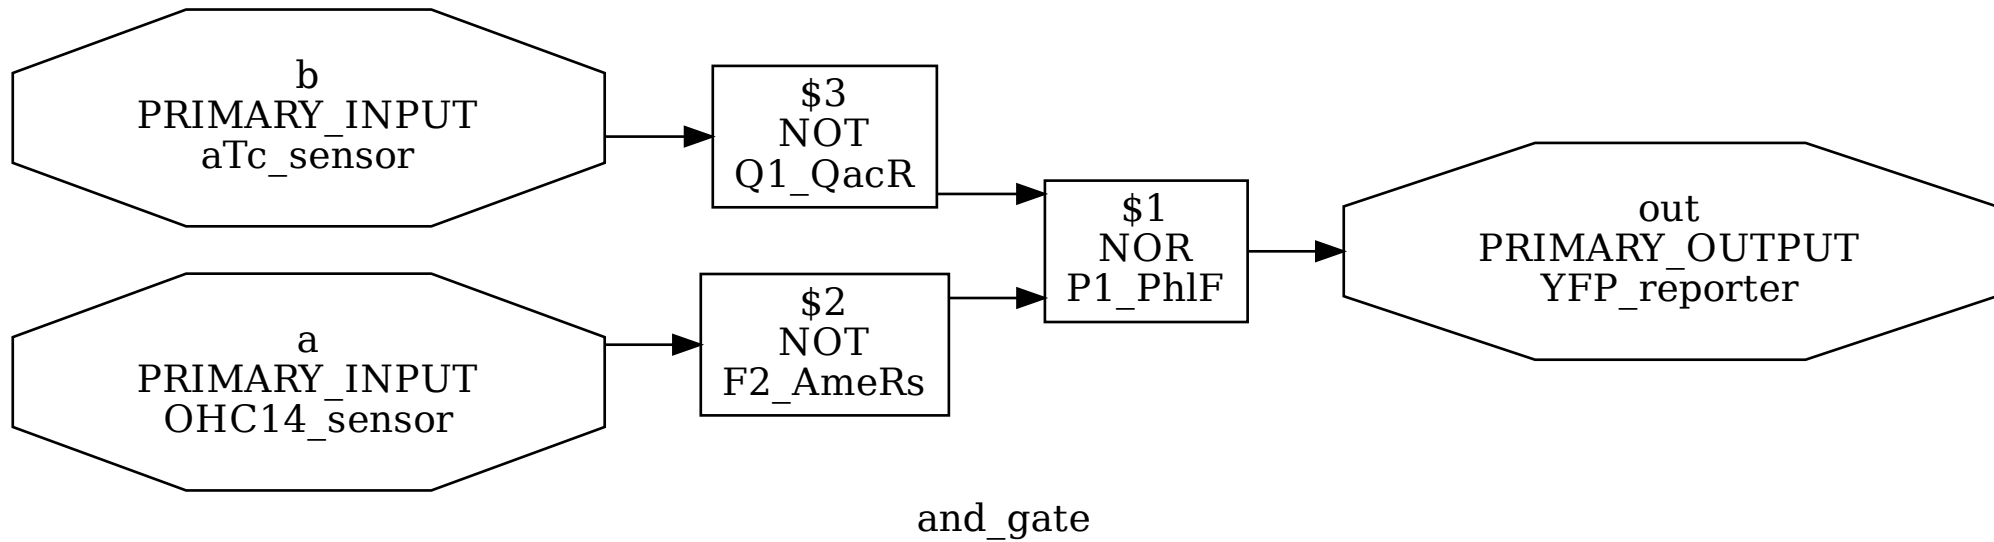 b
PRIMARY_INPUT
aTc_sensor
$3
NOT
Q1_QacR
a
PRIMARY_INPUT
OHC14_sensor
$2
NOT
F2_AmeRs
$1
NOR
P1_PhlF
out
PRIMARY_OUTPUT
YFP_reporter
and_gate